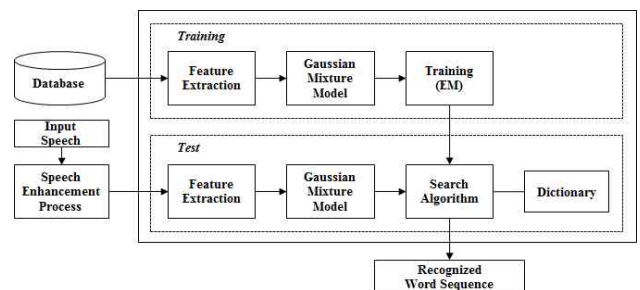 Training
Database
Feature
Extraction
Gaussian
Mixture
Model
Training
(EM)
Input
Speech
Test
Speech
Enhancement
Process
Feature
Extraction
Gaussian
Mixture
Model
Search
Algorithm
Dictionary
Recognized
Word Sequence